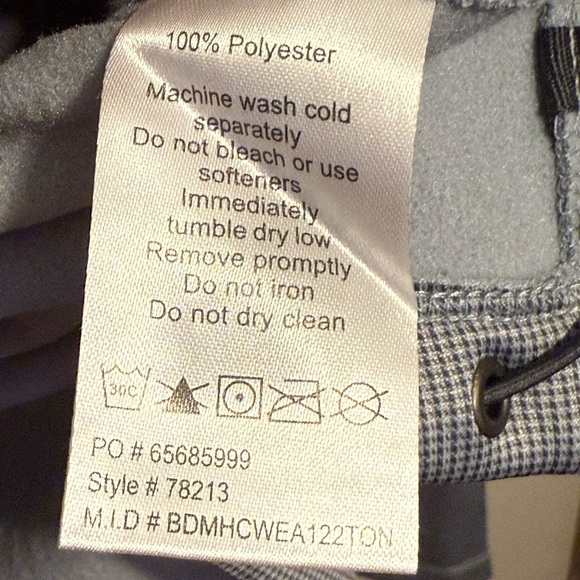 100% Polyester
Machine wash cold
separately
Do not bleach or use
softeners
Immediately
tumble dry low
Remove promptly
Do not iron
Do not dry clean
30C
PO # 65685999
Style # 78213
M.I.D # BDMHCWEA122TON